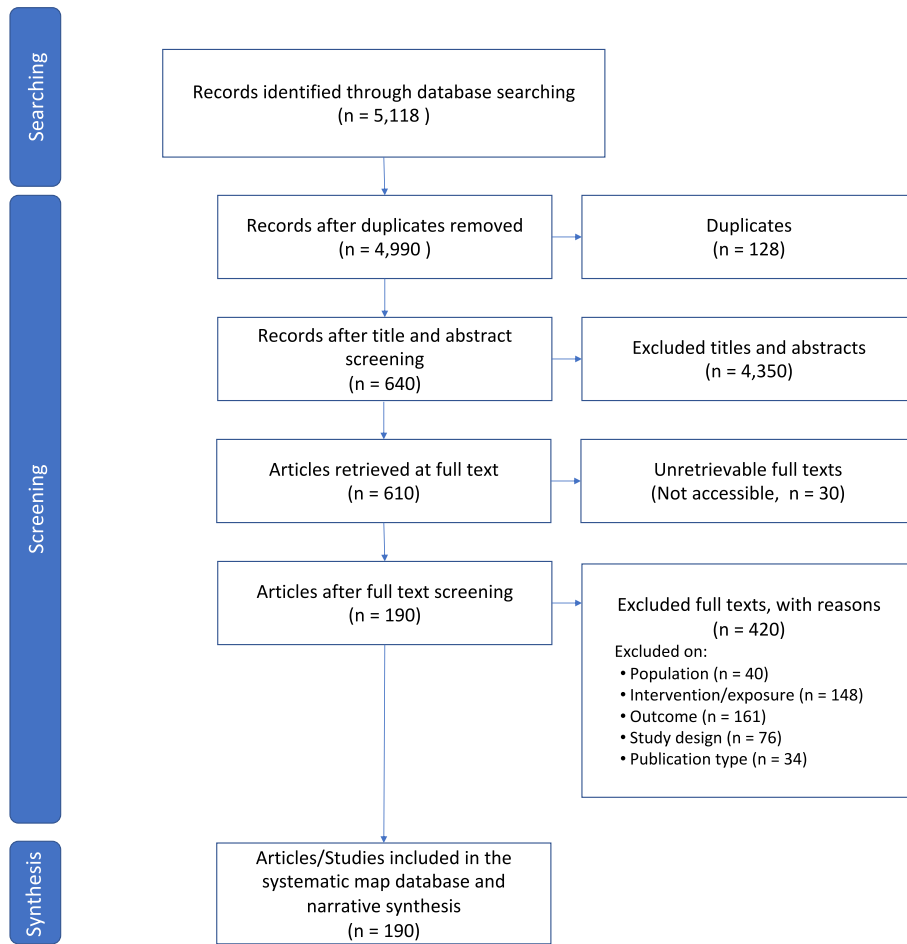 Searching
Records identified through database searching
(n = 5,118 )
Screening
Records after duplicates removed
(n = 4,990 )
Duplicates
(n = 128)
Records after title and abstract
screening
(n = 640)
Excluded titles and abstracts
(n = 4,350)
Articles retrieved at full text
(n = 610)
Unretrievable full texts
(Not accessible,  n = 30)
Articles after full text screening
(n = 190)
Excluded full texts, with reasons
(n = 420)
Excluded on:
• Population (n = 40)
• Intervention/exposure (n = 148)
• Outcome (n = 161)
• Study design (n = 76)
• Publication type (n = 34)
Synthesis
Articles/Studies included in the
systematic map database and
narrative synthesis
(n = 190)